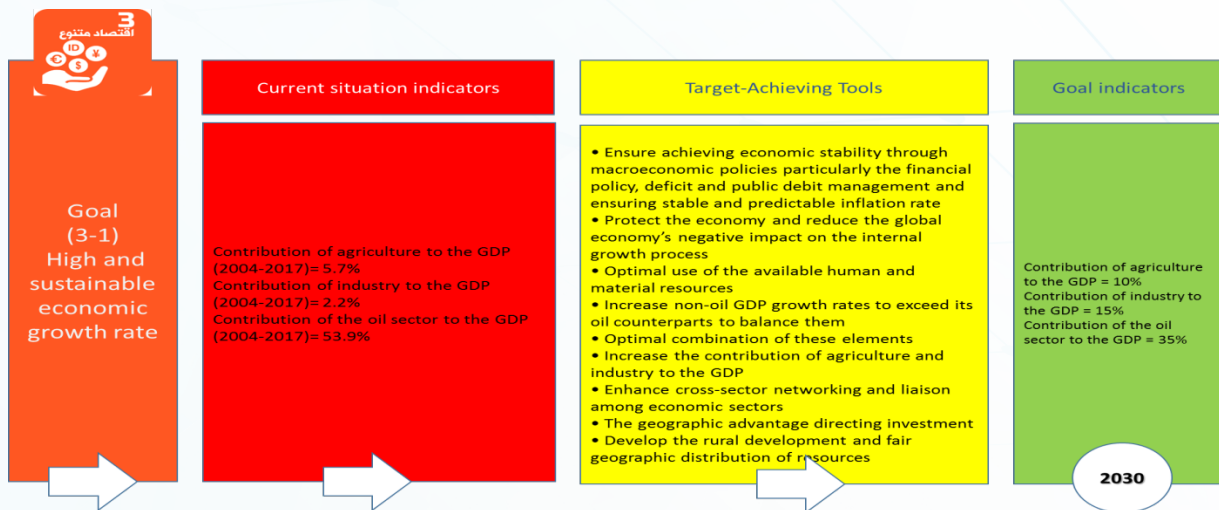 3
اقتصاد متنوع
ID
€
¥
$
Goal
(3-1)
High and
sustainable
economic
growth rate
Current situation indicators
Contribution of agriculture to the GDP
(2004-2017)= 5.7%
Contribution of industry to the GDP
(2004-2017)= 2.2%
Contribution of the oil sector to the GDP
(2004-2017)= 53.9%
Target-Achieving Tools
• Ensure achieving economic stability through
macroeconomic policies particularly the financial
policy, deficit and public debit management and
ensuring stable and predictable inflation rate
• Protect the economy and reduce the global
economy’s negative impact on the internal
growth process
• Optimal use of the available human and
material resources
• Increase non-oil GDP growth rates to exceed its
oil counterparts to balance them
• Optimal combination of these elements
• Increase the contribution of agriculture and
industry to the GDP
• Enhance cross-sector networking and liaison
among economic sectors
• The geographic advantage directing investment
• Develop the rural development and fair
geographic distribution of resources
Goal indicators
Contribution of agriculture
to the GDP = 10%
Contribution of industry to
the GDP = 15%
Contribution of the oil
sector to the GDP = 35%
2030